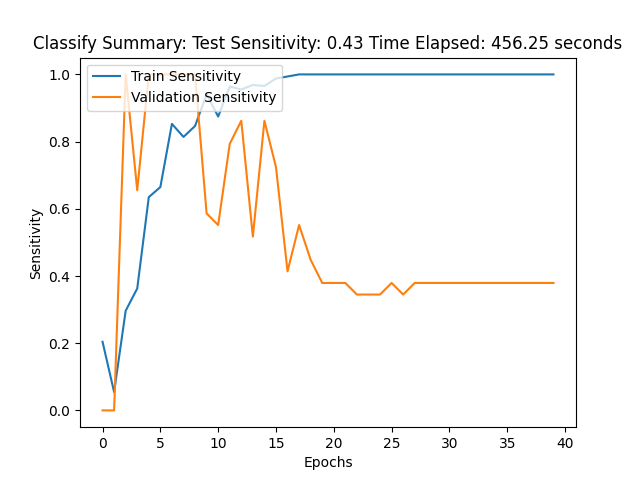 Classify Summary: Test Sensitivity: 0.43 Time Elapsed: 456.25 seconds
Train Sensitivity
Validation Sensitivity
1.0
0.8
0.6
0.4
0.2
0.0
Sensitivity
0 5 10 15 20 25 30 35 40
Epochs